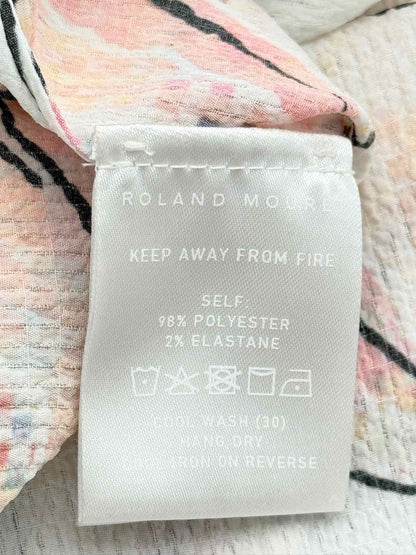 ROLAND MOURET
KEEP AWAY FROM FIRE
SELF:
98% POLYESTER
2% ELASTANE
COOL WASH (30)
HANG DRY
COOL IRON ON REVERSE